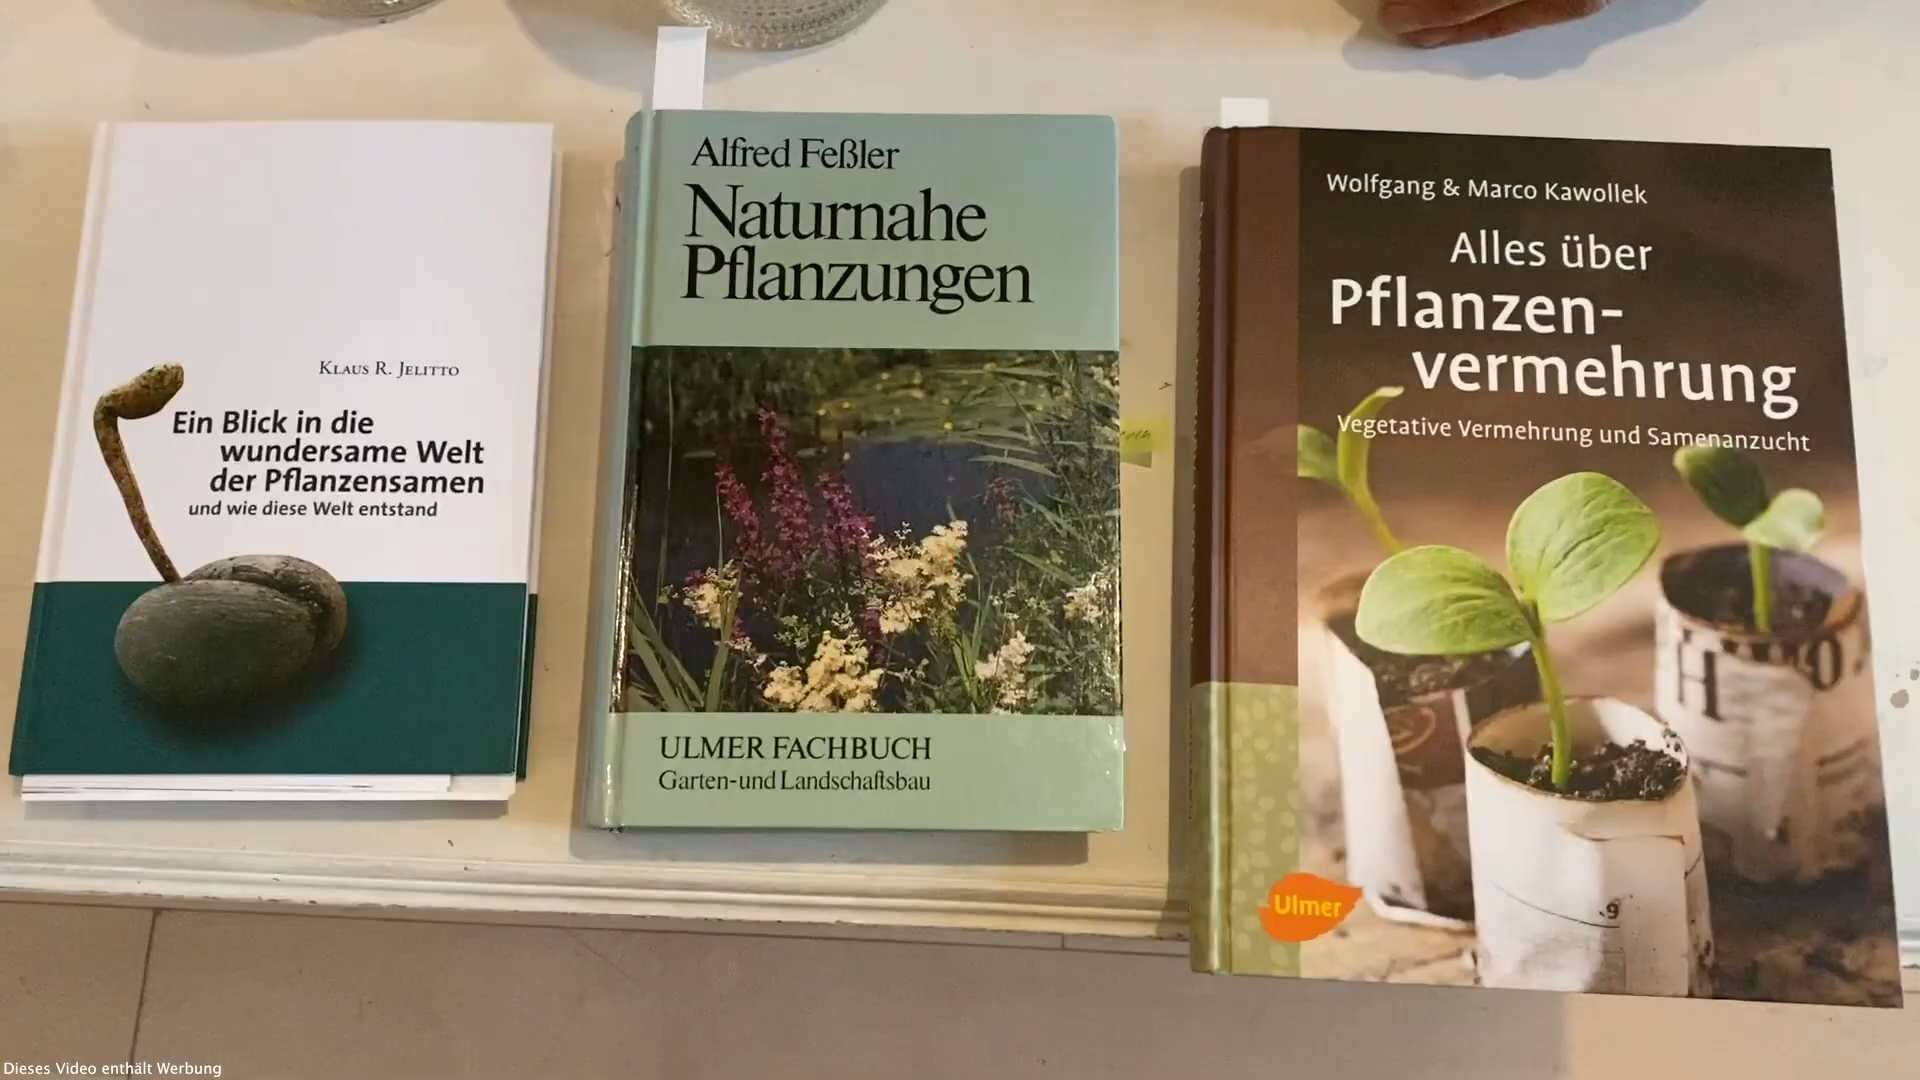 Klaus R. Jelitto
Ein Blick in die
wundersame Welt
der Pflanzensamen
und wie diese Welt entstand
Alfred Feßler
Naturnahe
Pflanzungen
ULMER FACHBUCH
Garten-und Landschaftsbau
Wolfgang & Marco Kawollek
Alles über
Pflanzen-
vermehrung
Vegetative Vermehrung und Samenanzucht
Ulmer
Dieses Video enthält Werbung